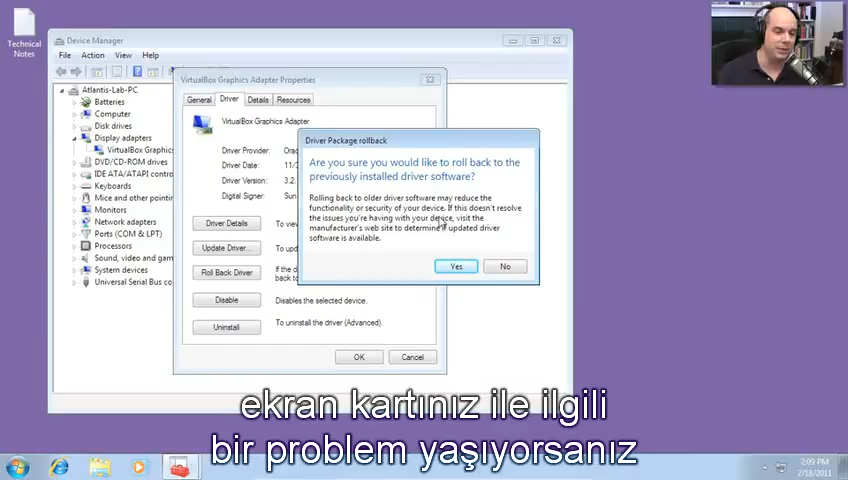 Technical
Notes
Device Manager
File Action View Help
Atlantis-Lab-PC
Batteries
Computer
Disk drives
Display adapters
VirtualBox Graphics
DVD/CD-ROM drives
IDE ATA/ATAPI contro
Keyboards
Mice and other pointing
Monitors
Network adapters
Ports (COM & LPT)
Processors
Sound, video and gam
System devices
Universal Serial Bus co
VirtualBox Graphics Adapter Properties
General Driver Details Resources
VirtualBox Graphics Adapter
Driver Provider: Orac
Driver Date: 11/
Driver Version: 3.2.
Digital Signer: Sun
Driver Details To view
Update Driver... To upd
Roll Back Driver If the d
Disable Disables the selected device.
Uninstall To uninstall the driver (Advanced).
OK Cancel
Driver Package rollback
Are you sure you would like to roll back to the
previously installed driver software?
Rolling back to older driver software may reduce the
functionality or security of your device. If this doesn't resolve
the issues you're having with your device, visit the
manufacturer's web site to determine if updated driver
software is available.
Yes No
ekran kartınız ile ilgili
bir problem yaşıyorsanız
2:09 PM
2/18/2011